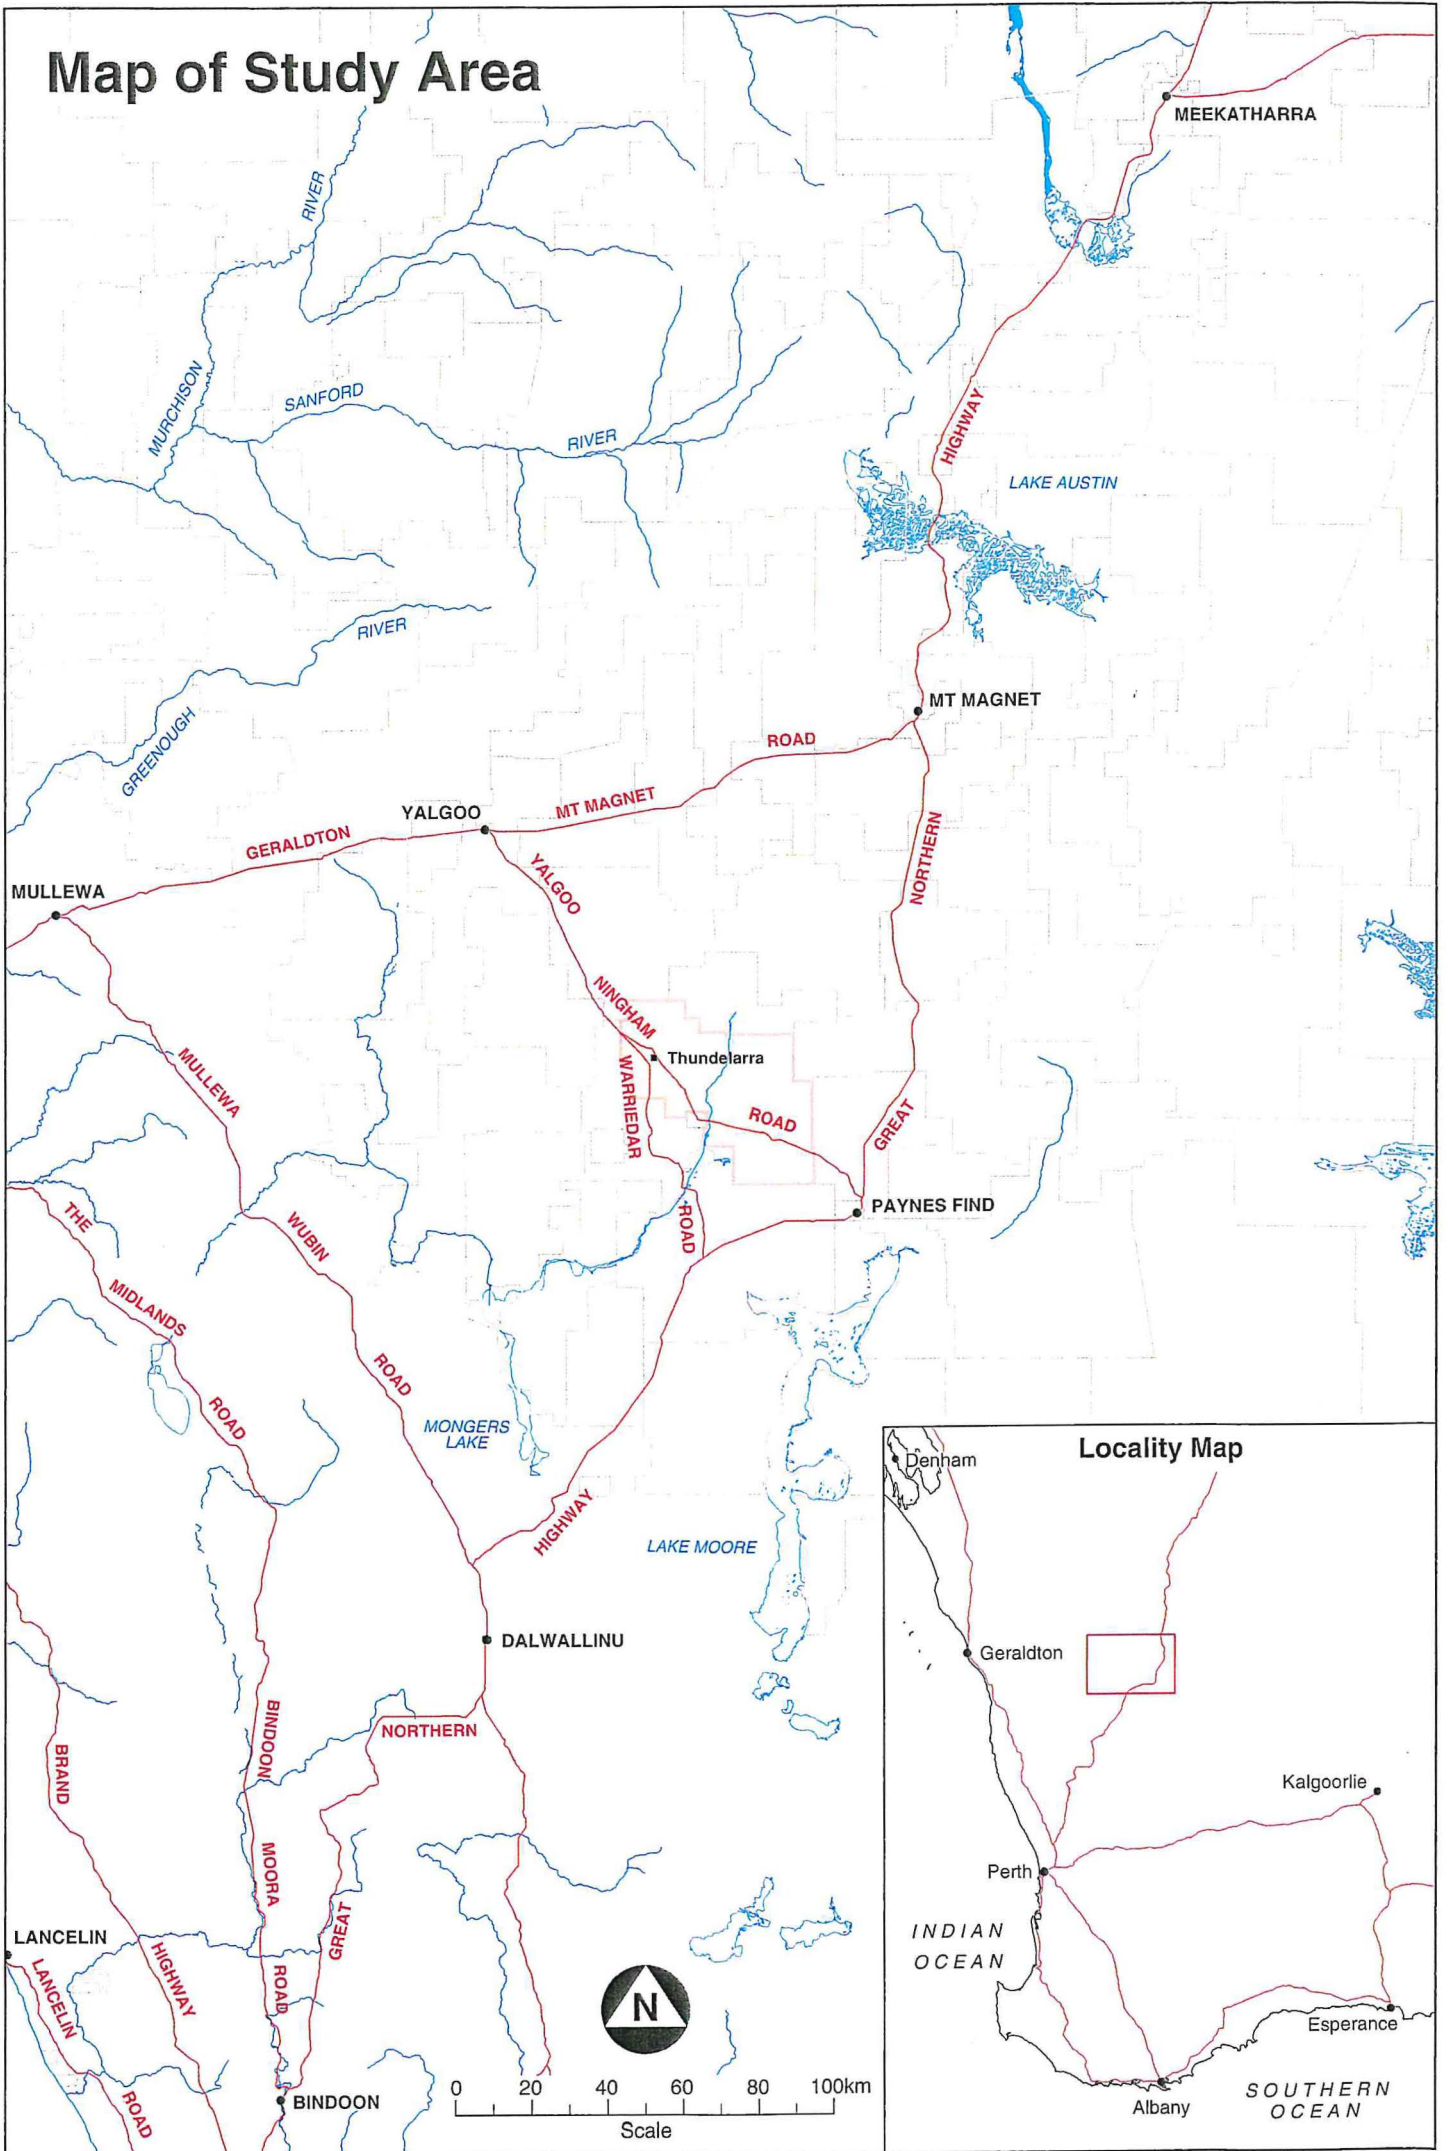 Map of Study Area
MEEKATHARRA
RIVER
MURCHISON
SANFORD
RIVER
HIGHWAY
LAKE AUSTIN
RIVER
GREENOUGH
MT MAGNET
ROAD
MT MAGNET
YALGOO
GERALDTON
MULLEWA
YALGOO
NORTHERN
NINGHAM
Thundelarra
WARRIEDAR
ROAD
GREAT
MULLEWA
PAYNES FIND
THE
WUBIN
ROAD
MIDLANDS
ROAD
ROAD
MONGERS
LAKE
HIGHWAY
LAKE MOORE
DALWALLINU
BINDOON
NORTHERN
BRAND
MOORA
GREAT
LANCELIN
LANCELIN
HIGHWAY
ROAD
ROAD
BINDOON
N
0 20 40 60 80 100km
Scale
Locality Map
Denham
Geraldton
Kalgoorlie
Perth
INDIAN
OCEAN
Esperance
Albany
SOUTHERN
OCEAN